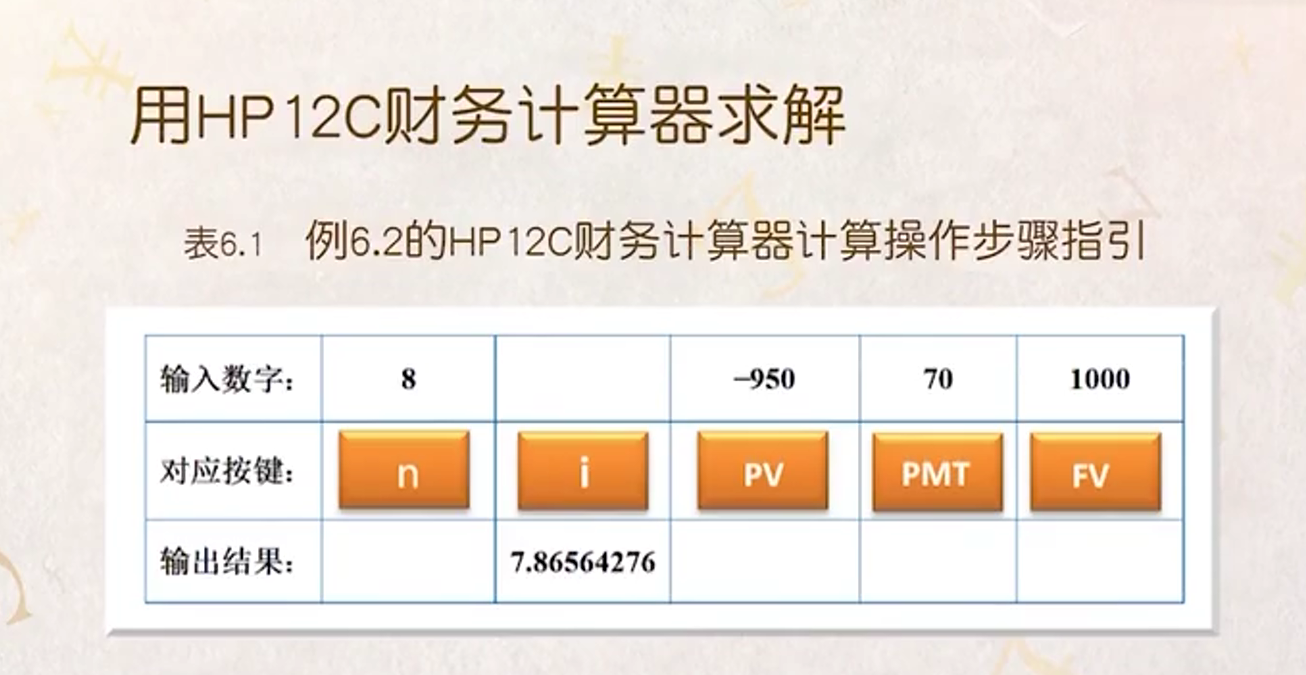 用HP12C财务计算器求解
表6.1 例6.2的HP12C财务计算器计算操作步骤指引
输入数字： 8 −950 70 1000
对应按键： n i PV PMT FV
输出结果： 7.86564276